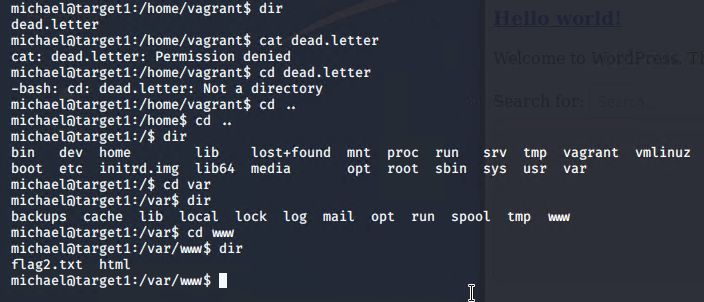 michael@target1:/home/vagrant$ dir
dead.letter
michael@target1:/home/vagrant$ cat dead.letter
cat: dead.letter: Permission denied
michael@target1:/home/vagrant$ cd dead.letter
-bash: cd: dead.letter: Not a directory
michael@target1:/home/vagrant$ cd ..
michael@target1:/home$ cd ..
michael@target1:/$ dir
bin   dev  home        lib    lost+found  mnt  proc  run   srv  tmp  vagrant  vmlinuz
boot  etc  initrd.img  lib64  media       opt  root  sbin  sys  usr  var
michael@target1:/$ cd var
michael@target1:/var$ dir
backups  cache  lib  local  lock  log  mail  opt  run  spool  tmp  www
michael@target1:/var$ cd www
michael@target1:/var/www$ dir
flag2.txt  html
michael@target1:/var/www$
Hello world!
Welcome to WordPress. Th
Search for: Search